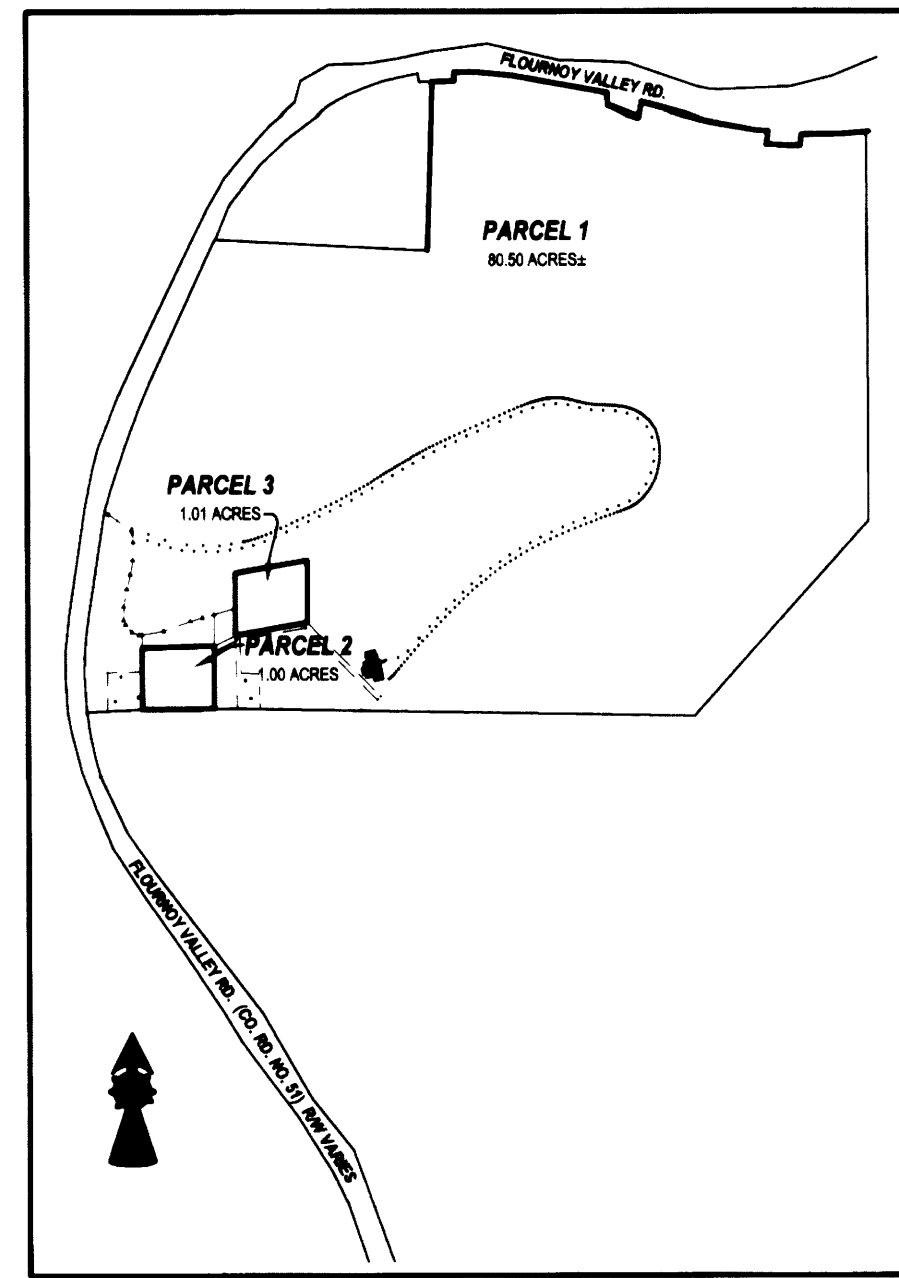 FLOURNOY VALLEY RD.
PARCEL 1
80.50 ACRES±
PARCEL 3
1.01 ACRES
PARCEL 2
1.00 ACRES
FLOURNOY VALLEY RD. (CO. RD. NO. 51) R/W VARIES